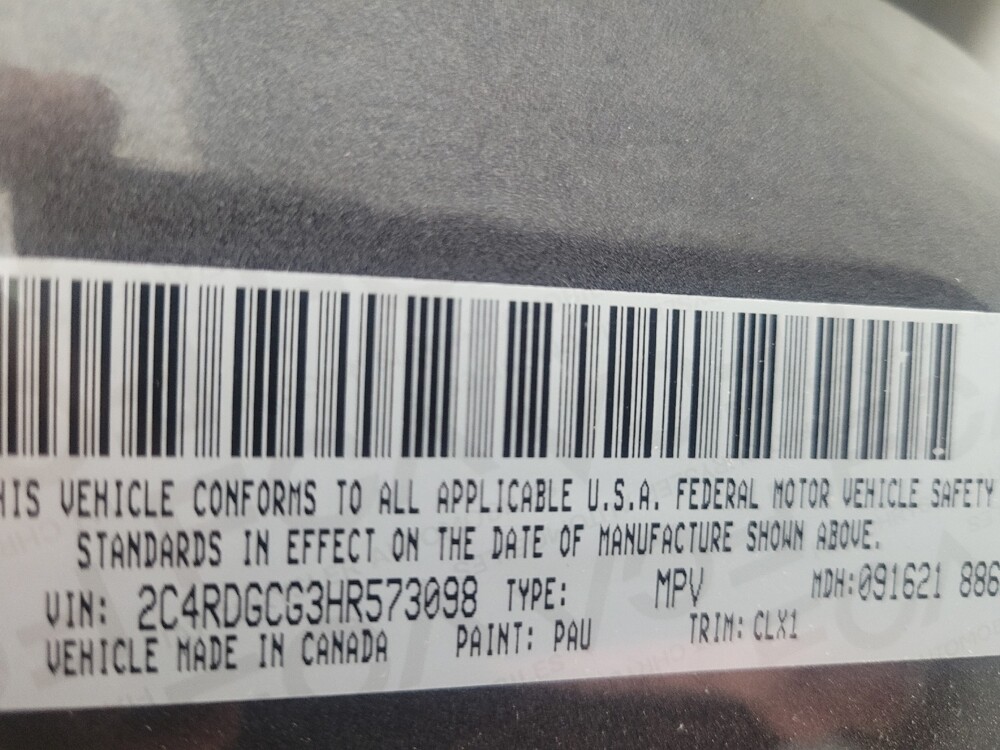 HIS VEHICLE CONFORMS TO ALL APPLICABLE U.S.A. FEDERAL MOTOR VEHICLE SAFETY
STANDARDS IN EFFECT ON THE DATE OF MANUFACTURE SHOWN ABOVE.
VIN: 2C4RDGCG3HR573098 TYPE: MPV MDH:091621 886
VEHICLE MADE IN CANADA PAINT: PAU TRIM: CLX1